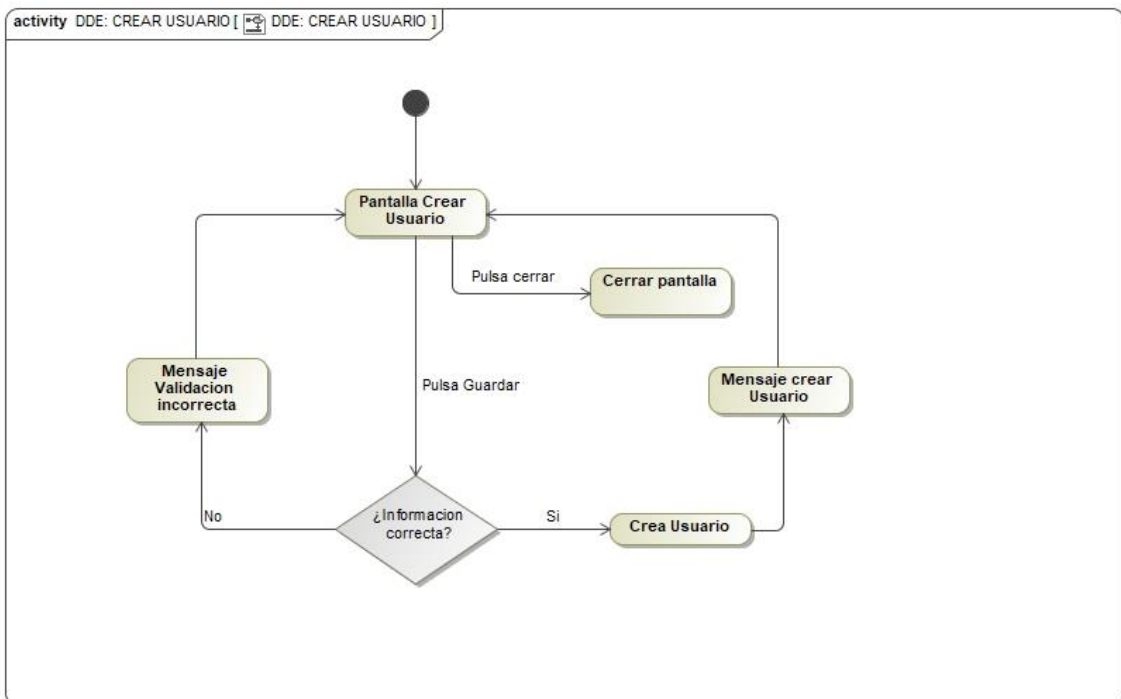 activity DDE: CREAR USUARIO [ DDE: CREAR USUARIO ]
Pantalla Crear
Usuario
Pulsa cerrar
Cerrar pantalla
Mensaje
Validacion
incorrecta
Pulsa Guardar
Mensaje crear
Usuario
No
¿Informacion
correcta?
Si
Crea Usuario